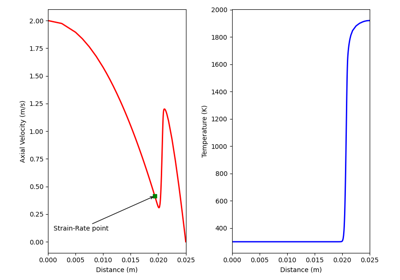 2.00
1.75
1.50
1.25
1.00
0.75
0.50
0.25
0.00
Axial Velocity (m/s)
Strain-Rate point
0.000 0.005 0.010 0.015 0.020 0.025
Distance (m)
2000
1800
1600
1400
1200
1000
800
600
400
Temperature (K)
0.000 0.005 0.010 0.015 0.020 0.025
Distance (m)